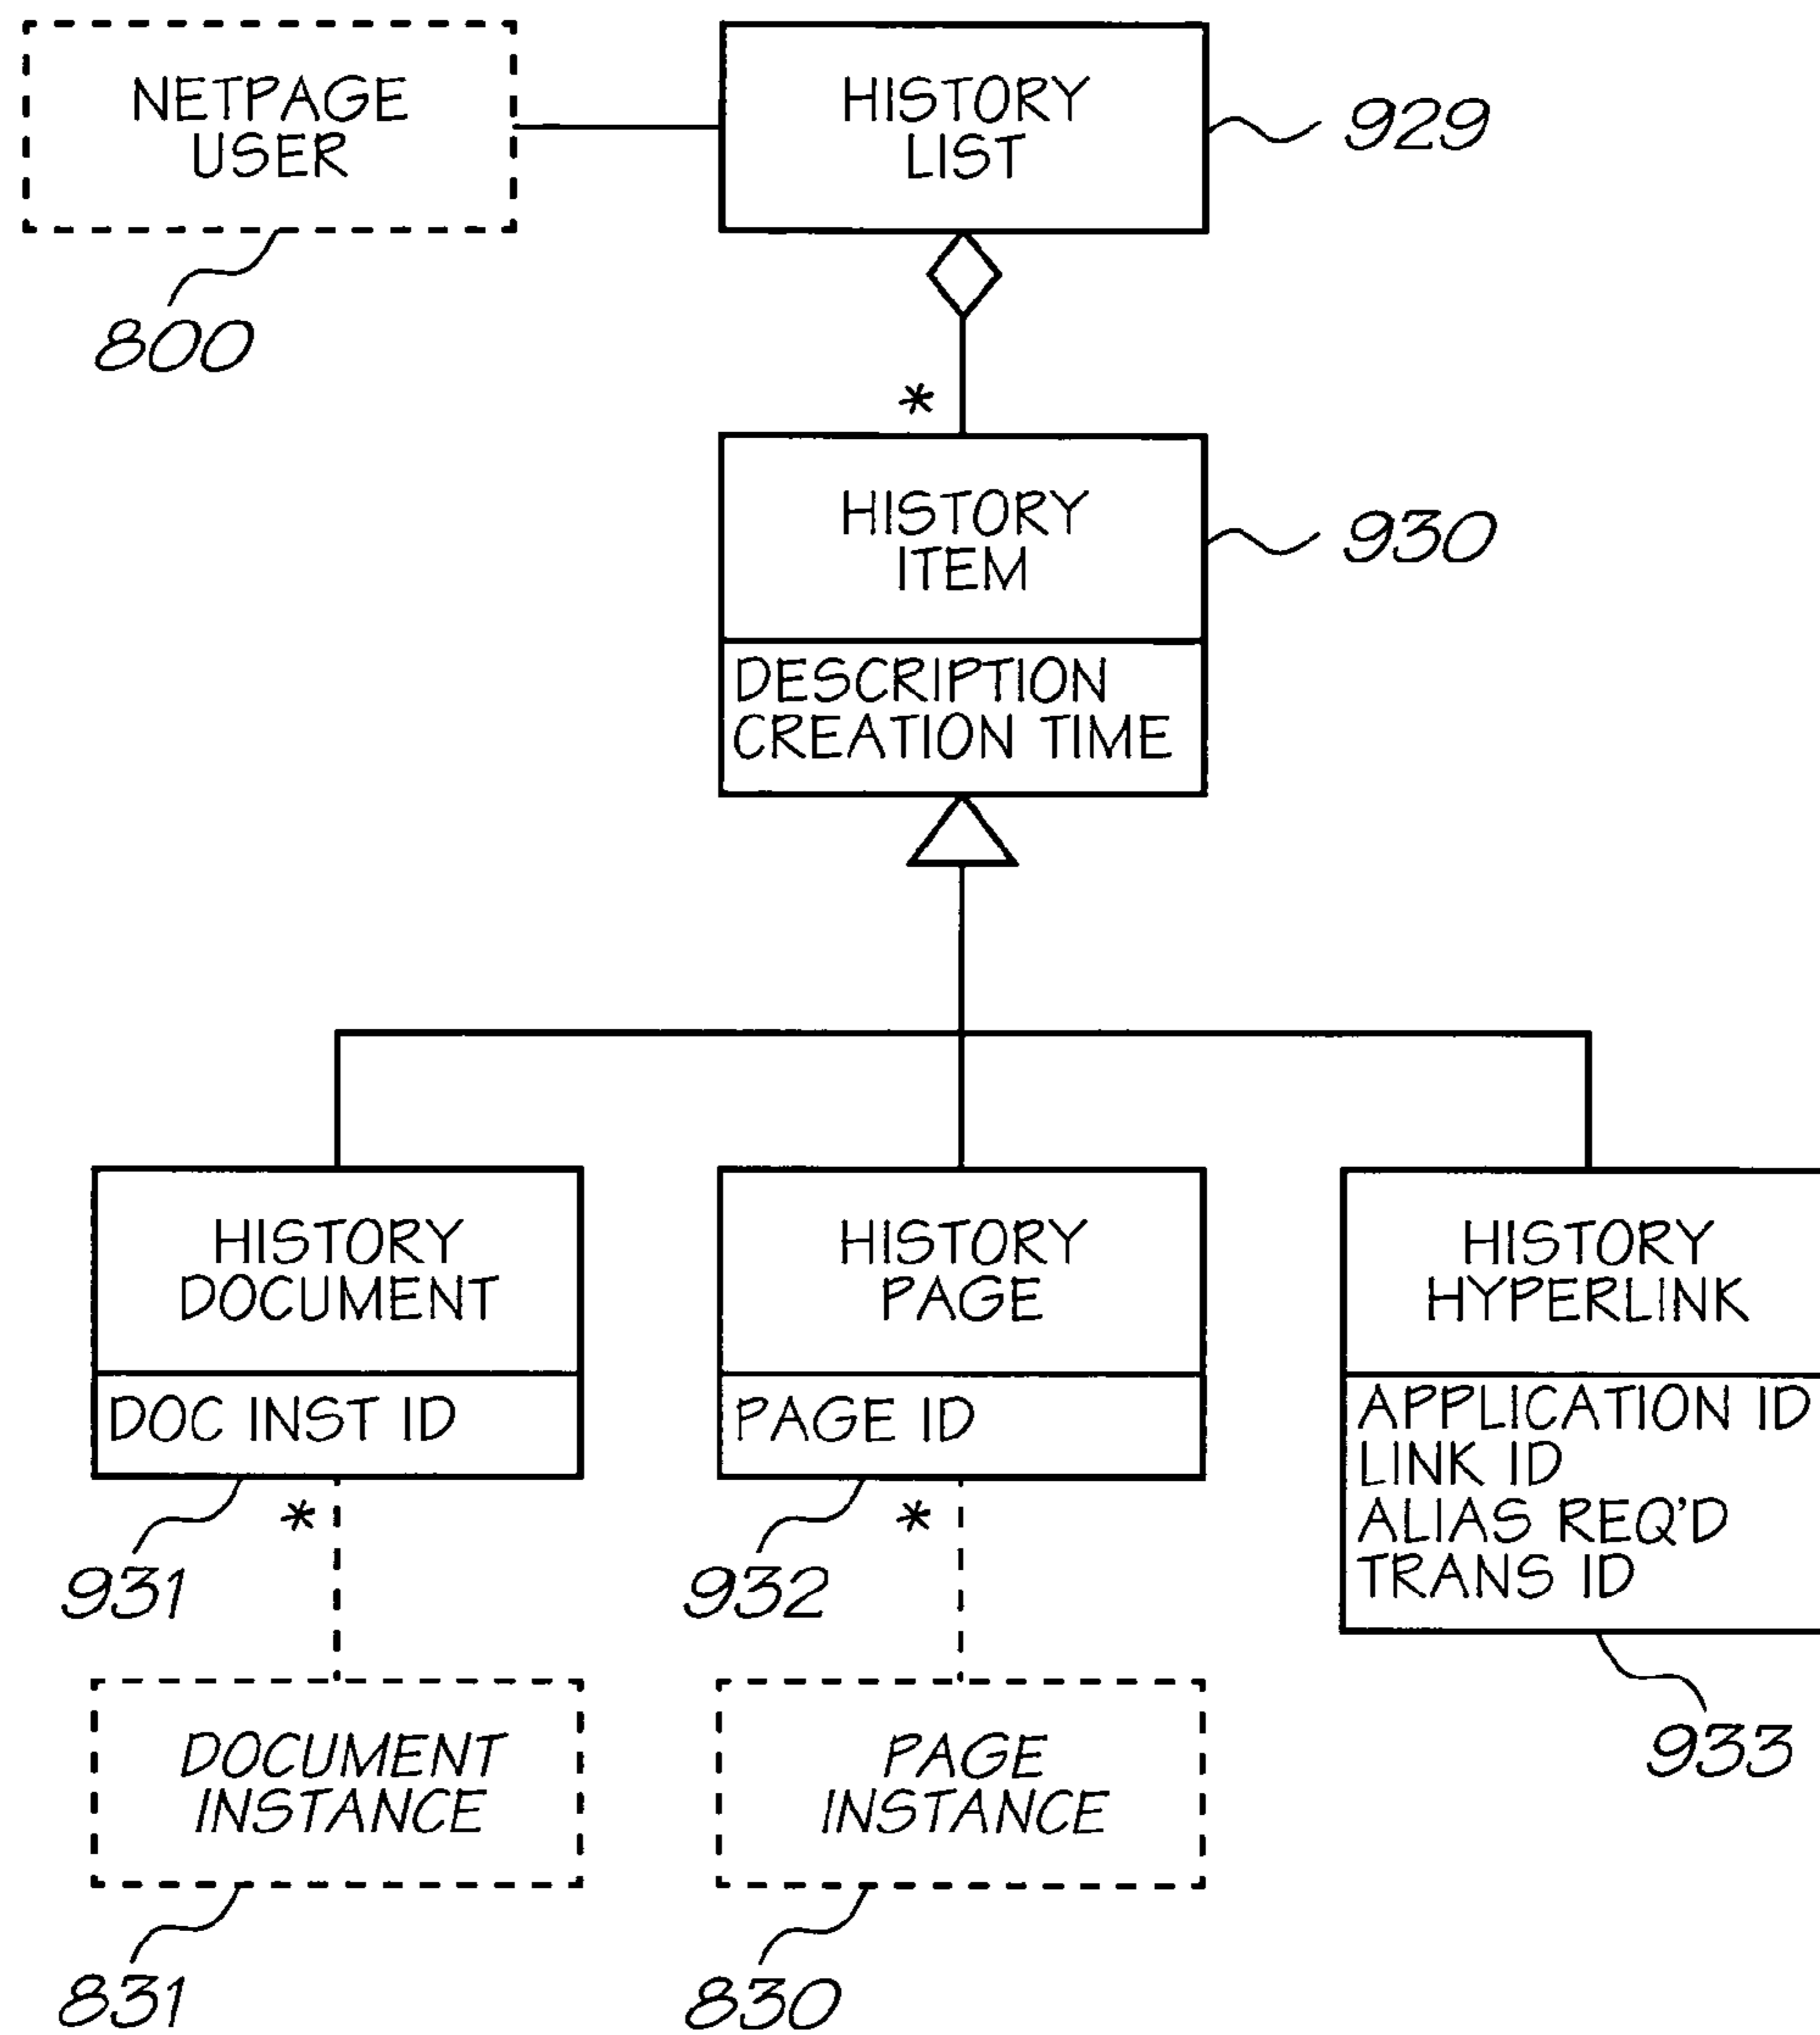 NETPAGE
USER
800
HISTORY
LIST
929
*
HISTORY
ITEM
930
DESCRIPTION
CREATION TIME
HISTORY
DOCUMENT
DOC INST ID
931
*
HISTORY
PAGE
PAGE ID
932
*
HISTORY
HYPERLINK
APPLICATION ID
LINK ID
ALIAS REQ'D
TRANS ID
933
DOCUMENT
INSTANCE
831
PAGE
INSTANCE
830